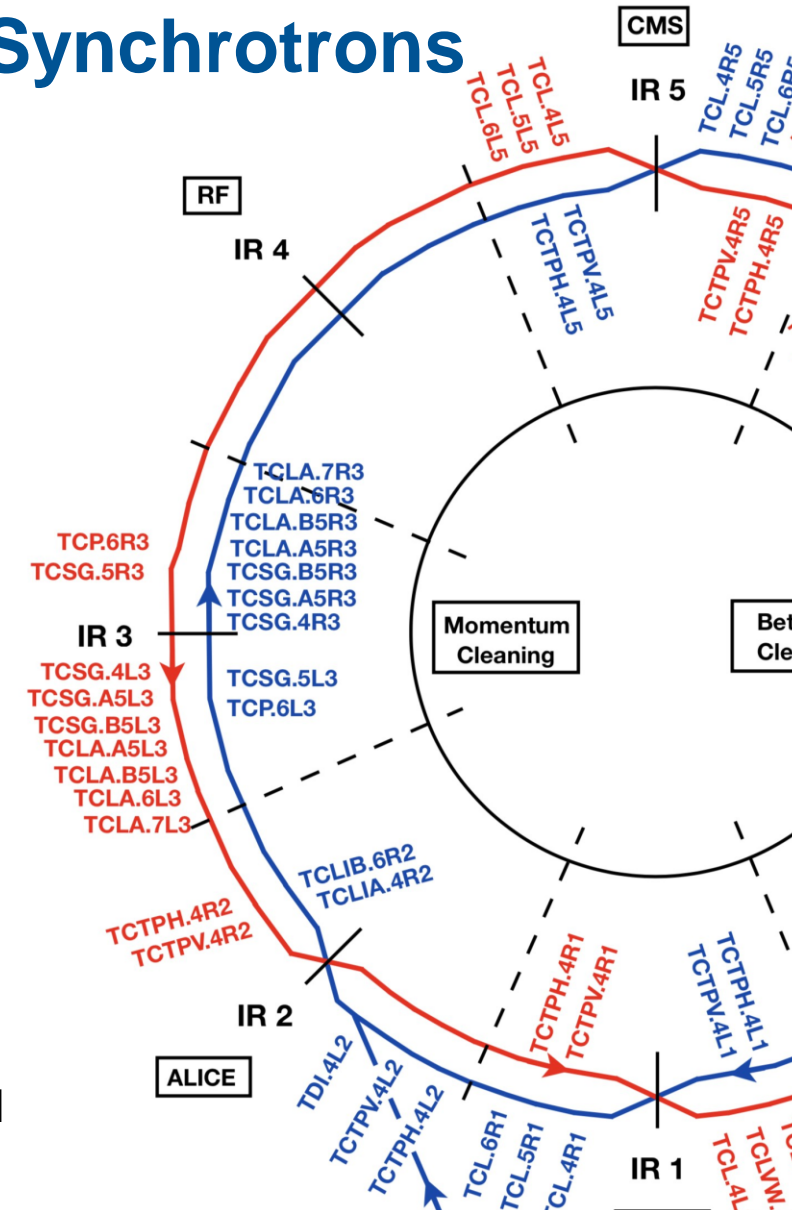 Synchrotrons
CMS
IR 5
TCL.6L5
TCL.5L5
TCL.4L5
TCL.4R5
TCL.5R5
RF
IR 4
TCTPH.4L5
TCTPV.4L5
TCTPV.4R5
TCTPH.4R5
TCLA.7R3
TCLA.6R3
TCLA.B5R3
TCLA.A5R3
TCSG.B5R3
TCSG.A5R3
TCSG.4R3
TCP.6R3
TCSG.5R3
IR 3
Momentum
Cleaning
TCSG.5L3
TCP.6L3
TCSG.4L3
TCSG.A5L3
TCSG.B5L3
TCLA.A5L3
TCLA.B5L3
TCLA.6L3
TCLA.7L3
TCLIB.6R2
TCLIA.4R2
TCTPH.4R2
TCTPV.4R2
IR 2
ALICE
TDI.4L2
TCTPV.4L2
TCTPH.4L2
TCTPH.4R1
TCTPV.4R1
TCTPV.4L1
TCTPH.4L1
TCL.6R1
TCL.5R1
IR 1